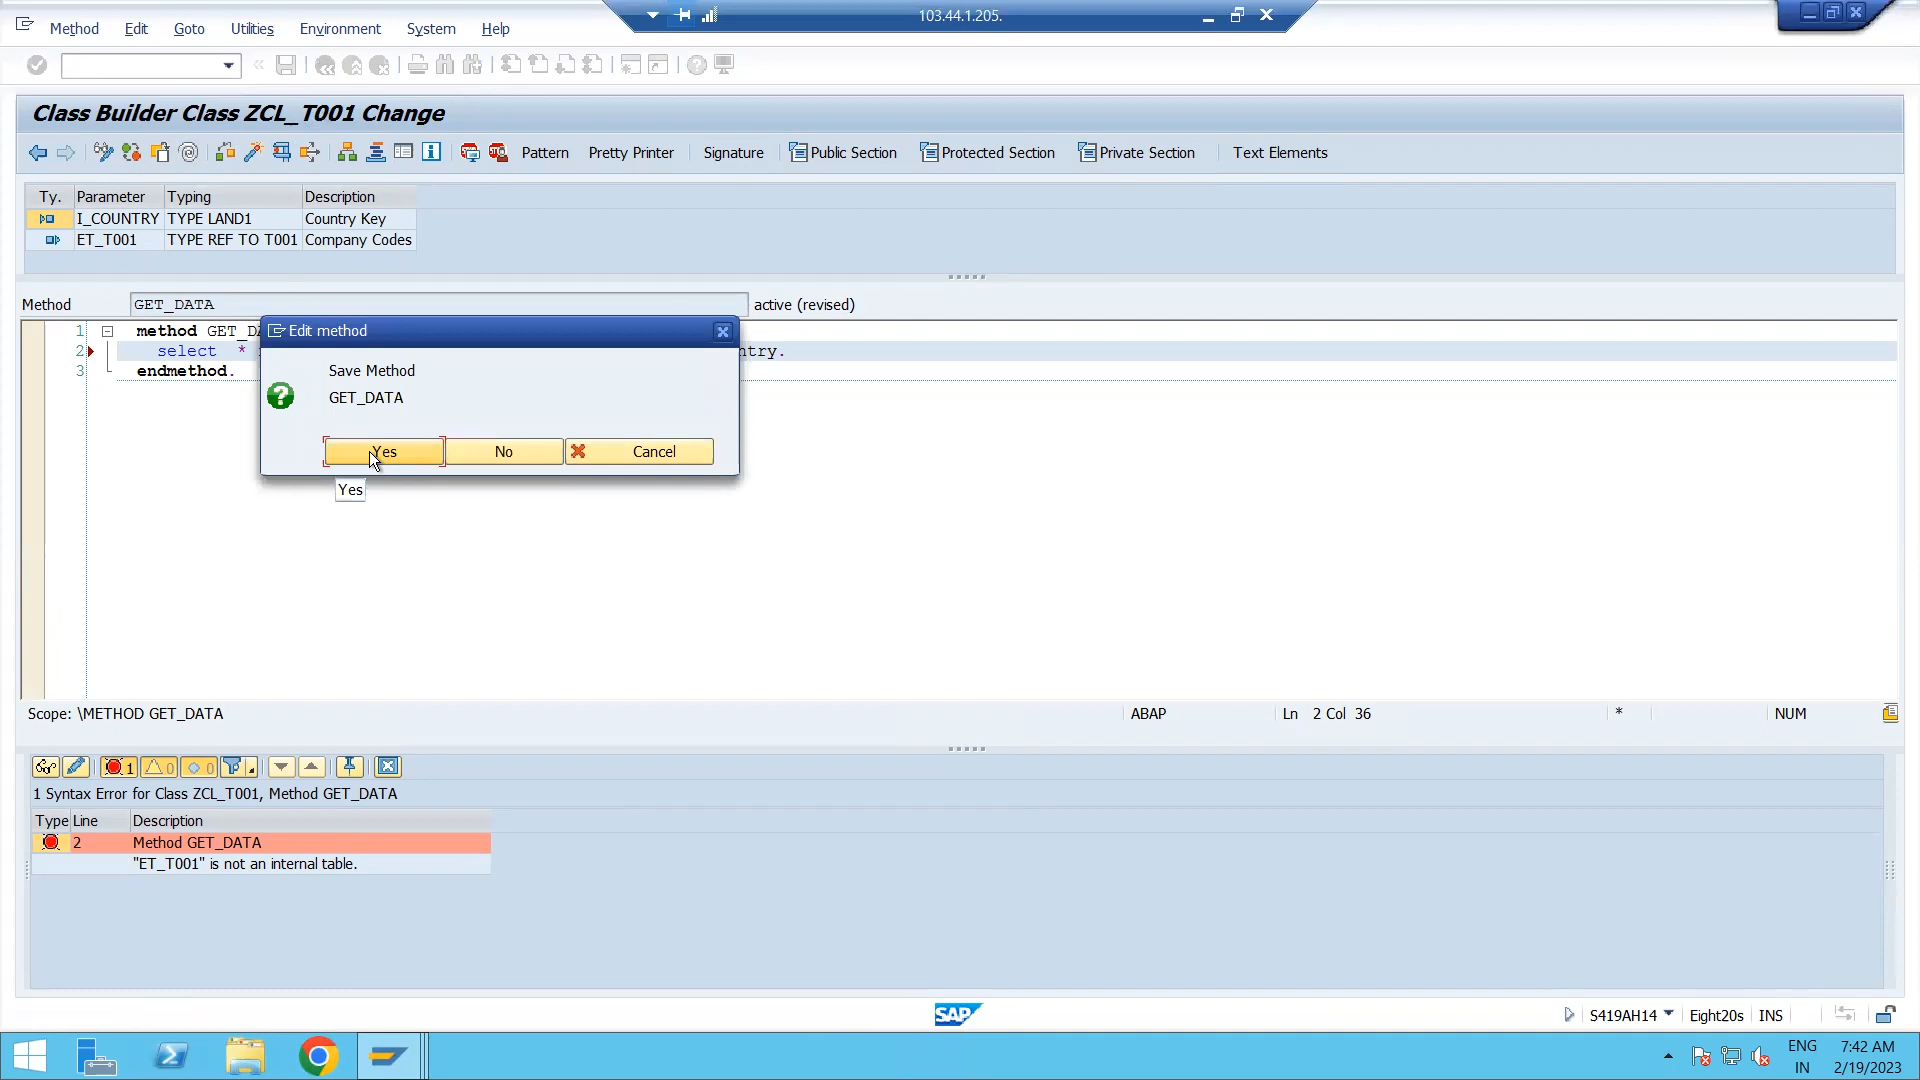 103.44.1.205.
Method Edit Goto Utilities Environment System Help
Class Builder Class ZCL_T001 Change
Pattern Pretty Printer Signature Public Section Protected Section Private Section Text Elements
Ty. Parameter Typing Description
I_COUNTRY TYPE LAND1 Country Key
ET_T001 TYPE REF TO T001 Company Codes
Method GET_DATA active (revised)
1 method GET_DA
2 select * ntry.
3 endmethod.
Edit method
Save Method
GET_DATA
Yes No Cancel
Yes
Scope: \METHOD GET_DATA ABAP Ln 2 Col 36 * NUM
1 0 0
1 Syntax Error for Class ZCL_T001, Method GET_DATA
Type Line Description
2 Method GET_DATA
"ET_T001" is not an internal table.
SAP S419AH14 Eight20s INS
ENG 7:42 AM
IN 2/19/2023